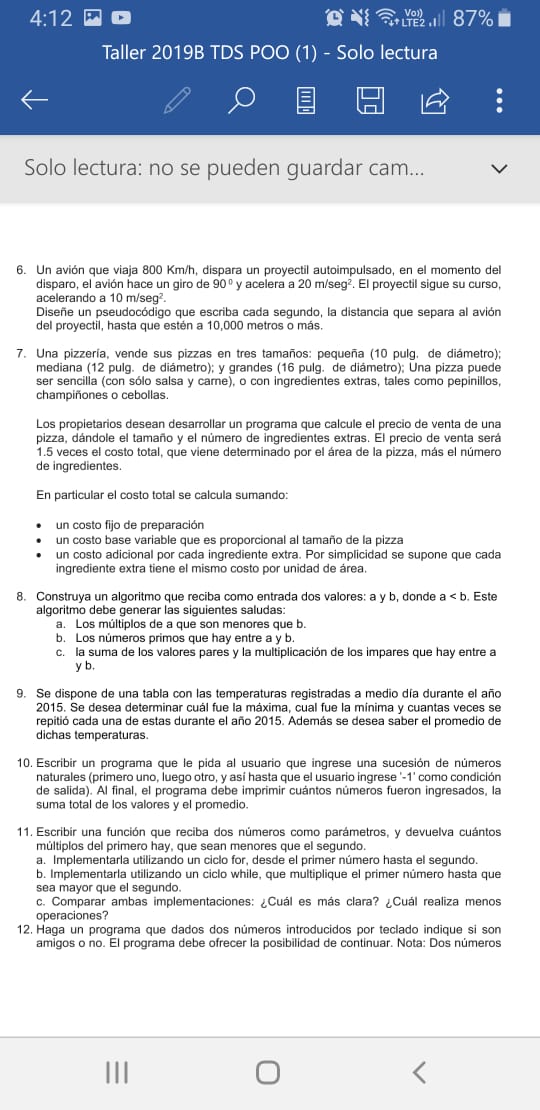 4:12 Vo)) LTE2 87%
Taller 2019B TDS POO (1) - Solo lectura
Solo lectura: no se pueden guardar cam...
6. Un avión que viaja 800 Km/h, dispara un proyectil autoimpulsado, en el momento del
disparo, el avión hace un giro de 90 º y acelera a 20 m/seg². El proyectil sigue su curso,
acelerando a 10 m/seg².
Diseñe un pseudocódigo que escriba cada segundo, la distancia que separa al avión
del proyectil, hasta que estén a 10,000 metros o más.
7. Una pizzería, vende sus pizzas en tres tamaños: pequeña (10 pulg. de diámetro);
mediana (12 pulg. de diámetro); y grandes (16 pulg. de diámetro); Una pizza puede
ser sencilla (con sólo salsa y carne), o con ingredientes extras, tales como pepinillos,
champiñones o cebollas.
Los propietarios desean desarrollar un programa que calcule el precio de venta de una
pizza, dándole el tamaño y el número de ingredientes extras. El precio de venta será
1.5 veces el costo total, que viene determinado por el área de la pizza, más el número
de ingredientes.
En particular el costo total se calcula sumando:
• un costo fijo de preparación
• un costo base variable que es proporcional al tamaño de la pizza
• un costo adicional por cada ingrediente extra. Por simplicidad se supone que cada
ingrediente extra tiene el mismo costo por unidad de área.
8. Construya un algoritmo que reciba como entrada dos valores: a y b, donde a < b. Este
algoritmo debe generar las siguientes saludas:
a. Los múltiplos de a que son menores que b.
b. Los números primos que hay entre a y b.
c. la suma de los valores pares y la multiplicación de los impares que hay entre a
y b.
9. Se dispone de una tabla con las temperaturas registradas a medio día durante el año
2015. Se desea determinar cuál fue la máxima, cual fue la mínima y cuantas veces se
repitió cada una de estas durante el año 2015. Además se desea saber el promedio de
dichas temperaturas.
10. Escribir un programa que le pida al usuario que ingrese una sucesión de números
naturales (primero uno, luego otro, y así hasta que el usuario ingrese '-1' como condición
de salida). Al final, el programa debe imprimir cuántos números fueron ingresados, la
suma total de los valores y el promedio.
11. Escribir una función que reciba dos números como parámetros, y devuelva cuántos
múltiplos del primero hay, que sean menores que el segundo.
a. Implementarla utilizando un ciclo for, desde el primer número hasta el segundo.
b. Implementarla utilizando un ciclo while, que multiplique el primer número hasta que
sea mayor que el segundo.
c. Comparar ambas implementaciones: ¿Cuál es más clara? ¿Cuál realiza menos
operaciones?
12. Haga un programa que dados dos números introducidos por teclado indique si son
amigos o no. El programa debe ofrecer la posibilidad de continuar. Nota: Dos números